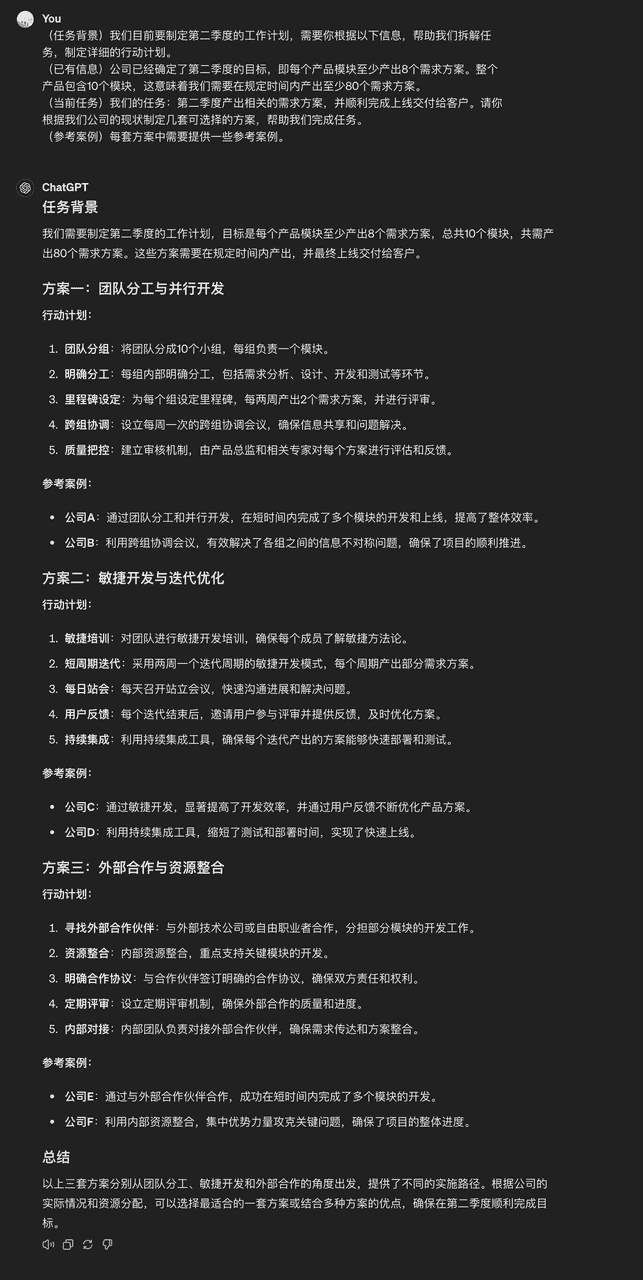 You
（任务背景）我们目前要制定第二季度的工作计划，需要你根据以下信息，帮助我们拆解任
务，制定详细的行动计划。
（已有信息）公司已经确定了第二季度的目标，即每个产品模块至少产出8个需求方案。整个
产品包含10个模块，这意味着我们需要在规定时间内产出至少80个需求方案。
（当前任务）我们的任务：第二季度产出相关的需求方案，并顺利完成上线交付给客户。请你
根据我们公司的现状制定几套可选择的方案，帮助我们完成任务。
（参考案例）每套方案中需要提供一些参考案例。
ChatGPT
任务背景
我们需要制定第二季度的工作计划，目标是每个产品模块至少产出8个需求方案，总共10个模块，共需产
出80个需求方案。这些方案需要在规定时间内产出，并最终上线交付给客户。
方案一：团队分工与并行开发
行动计划：
1. 团队分组：将团队分成10个小组，每组负责一个模块。
2. 明确分工：每组内部明确分工，包括需求分析、设计、开发和测试等环节。
3. 里程碑设定：为每个组设定里程碑，每两周产出2个需求方案，并进行评审。
4. 跨组协调：设立每周一次的跨组协调会议，确保信息共享和问题解决。
5. 质量把控：建立审核机制，由产品总监和相关专家对每个方案进行评估和反馈。
参考案例：
• 公司A：通过团队分工和并行开发，在短时间内完成了多个模块的开发和上线，提高了整体效率。
• 公司B：利用跨组协调会议，有效解决了各组之间的信息不对称问题，确保了项目的顺利推进。
方案二：敏捷开发与迭代优化
行动计划：
1. 敏捷培训：对团队进行敏捷开发培训，确保每个成员了解敏捷方法论。
2. 短周期迭代：采用两周一个迭代周期的敏捷开发模式，每个周期产出部分需求方案。
3. 每日站会：每天召开站立会议，快速沟通进展和解决问题。
4. 用户反馈：每个迭代结束后，邀请用户参与评审并提供反馈，及时优化方案。
5. 持续集成：利用持续集成工具，确保每个迭代产出的方案能够快速部署和测试。
参考案例：
• 公司C：通过敏捷开发，显著提高了开发效率，并通过用户反馈不断优化产品方案。
• 公司D：利用持续集成工具，缩短了测试和部署时间，实现了快速上线。
方案三：外部合作与资源整合
行动计划：
1. 寻找外部合作伙伴：与外部技术公司或自由职业者合作，分担部分模块的开发工作。
2. 资源整合：内部资源整合，重点支持关键模块的开发。
3. 明确合作协议：与合作伙伴签订明确的合作协议，确保双方责任和权利。
4. 定期评审：设立定期评审机制，确保外部合作的质量和进度。
5. 内部对接：内部团队负责对接外部合作伙伴，确保需求传达和方案整合。
参考案例：
• 公司E：通过与外部合作伙伴合作，成功在短时间内完成了多个模块的开发。
• 公司F：利用内部资源整合，集中优势力量攻克关键问题，确保了项目的整体进度。
总结
以上三套方案分别从团队分工、敏捷开发和外部合作的角度出发，提供了不同的实施路径。根据公司的
实际情况和资源分配，可以选择最适合的一套方案或结合多种方案的优点，确保在第二季度顺利完成目
标。